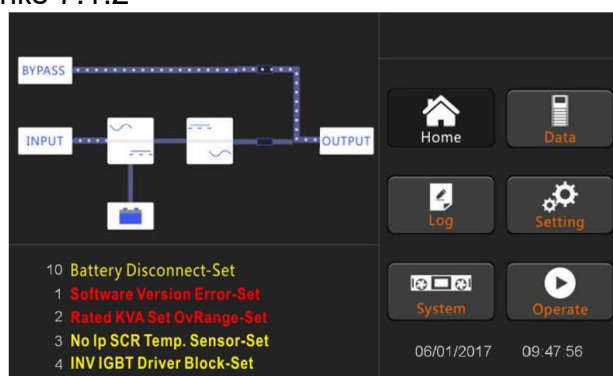 BYPASS
INPUT
OUTPUT
Home
Data
Log
Setting
System
Operate
10 Battery Disconnect-Set
1 Software Version Error-Set
2 Rated KVA Set OvRange-Set
3 No Ip SCR Temp. Sensor-Set
4 INV IGBT Driver Block-Set
06/01/2017 09:47:56